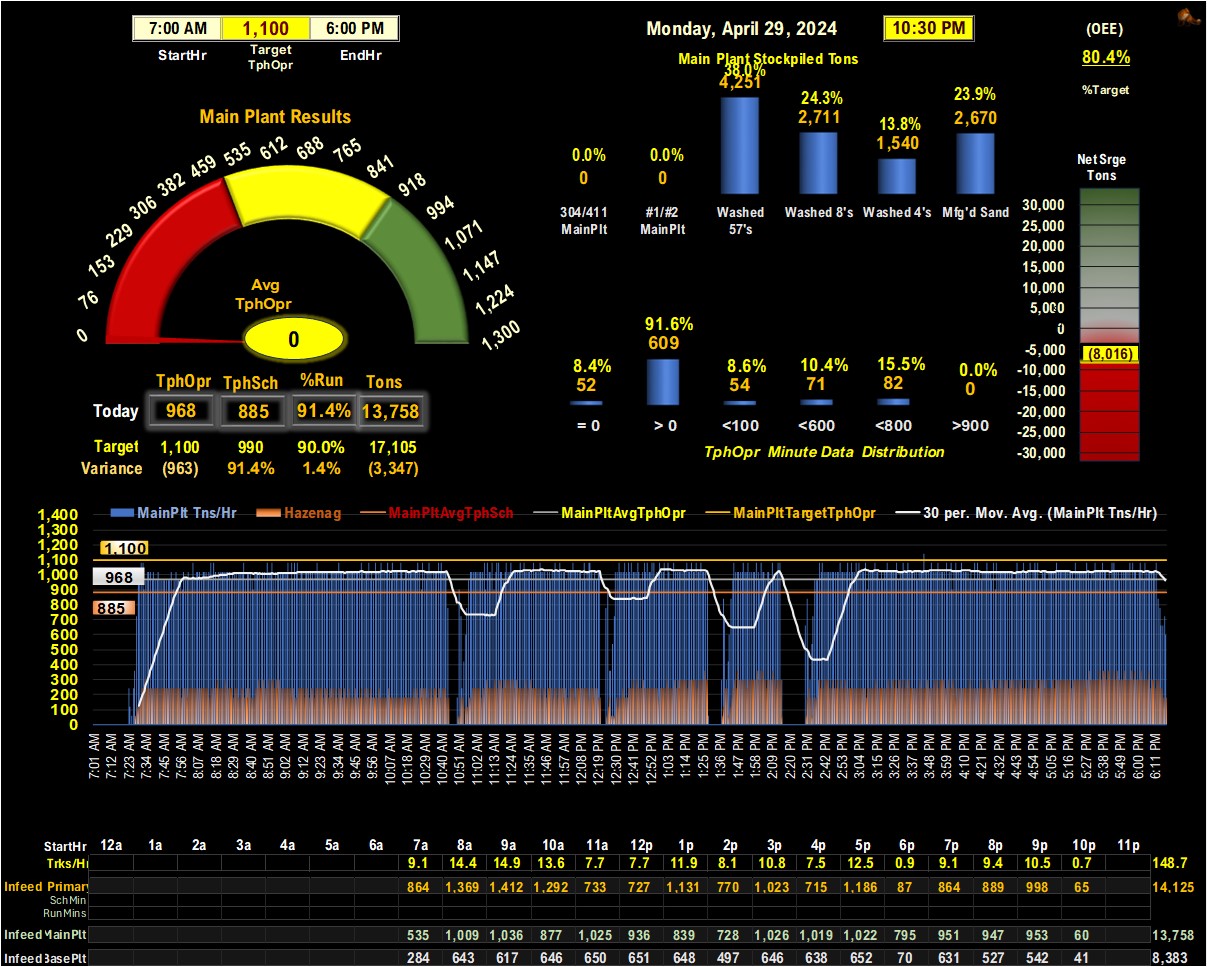 7:00 AM 1,100 6:00 PM
StartHr Target TphOpr EndHr
Monday, April 29, 2024 10:30 PM
(OEE)
80.4%
%Target
Main Plant Stockpiled Tons
38.0% 24.3% 13.8% 23.9%
0.0% 0.0%
0 0 4,251 2,711 1,540 2,670
304/411 MainPlt #1/#2 MainPlt Washed 57's Washed 8's Washed 4's Mfg'd Sand
Main Plant Results
0 76 153 229 306 382 459 535 612 688 765 841 918 994 1,071 1,147 1,224 1,300
Avg
TphOpr
0
Net Srge
Tons
30,000
25,000
20,000
15,000
10,000
5,000
0
-5,000
(8,016)
-10,000
-15,000
-20,000
-25,000
-30,000
8.4% 91.6% 8.6% 10.4% 15.5% 0.0%
52 609 54 71 82 0
= 0 > 0 <100 <600 <800 >900
TphOpr Minute Data Distribution
TphOpr TphSch %Run Tons
Today 968 885 91.4% 13,758
Target 1,100 990 90.0% 17,105
Variance (963) 91.4% 1.4% (3,347)
MainPlt Tns/Hr Hazenag MainPltAvgTphSch MainPltAvgTphOpr MainPltTargetTphOpr 30 per. Mov. Avg. (MainPlt Tns/Hr)
1,400
1,300
1,200
1,100
1,000
900
800
700
600
500
400
300
200
100
0
1,100
968
885
7:01 AM 7:12 AM 7:23 AM 7:34 AM 7:45 AM 7:56 AM 8:07 AM 8:18 AM 8:29 AM 8:40 AM 8:51 AM 9:02 AM 9:12 AM 9:23 AM 9:34 AM 9:45 AM 9:56 AM 10:07 AM 10:18 AM 10:29 AM 10:40 AM 10:51 AM 11:02 AM 11:13 AM 11:24 AM 11:35 AM 11:46 AM 11:57 AM 12:08 PM 12:19 PM 12:30 PM 12:41 PM 12:52 PM 1:03 PM 1:14 PM 1:25 PM 1:36 PM 1:47 PM 1:58 PM 2:09 PM 2:20 PM 2:31 PM 2:42 PM 2:53 PM 3:04 PM 3:15 PM 3:26 PM 3:37 PM 3:48 PM 3:59 PM 4:10 PM 4:21 PM 4:32 PM 4:43 PM 4:54 PM 5:05 PM 5:16 PM 5:27 PM 5:38 PM 5:49 PM 6:00 PM 6:11 PM
StartHr 12a 1a 2a 3a 4a 5a 6a 7a 8a 9a 10a 11a 12p 1p 2p 3p 4p 5p 6p 7p 8p 9p 10p 11p
Trks/Hr 9.1 14.4 14.9 13.6 7.7 7.7 11.9 8.1 10.8 7.5 12.5 0.9 9.1 9.4 10.5 0.7 148.7
Infeed Primary 864 1,369 1,412 1,292 733 727 1,131 770 1,023 715 1,186 87 864 889 998 65 14,125
SchMin
RunMins
Infeed MainPlt 535 1,009 1,036 877 1,025 936 839 728 1,026 1,019 1,022 795 951 947 953 60 13,758
Infeed BasePlt 284 643 617 646 650 651 648 497 646 638 652 70 631 527 542 41 8,383